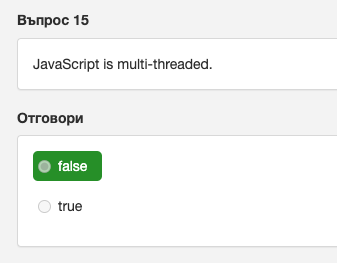 Въпрос 15
JavaScript is multi-threaded.
Отговори
false
true